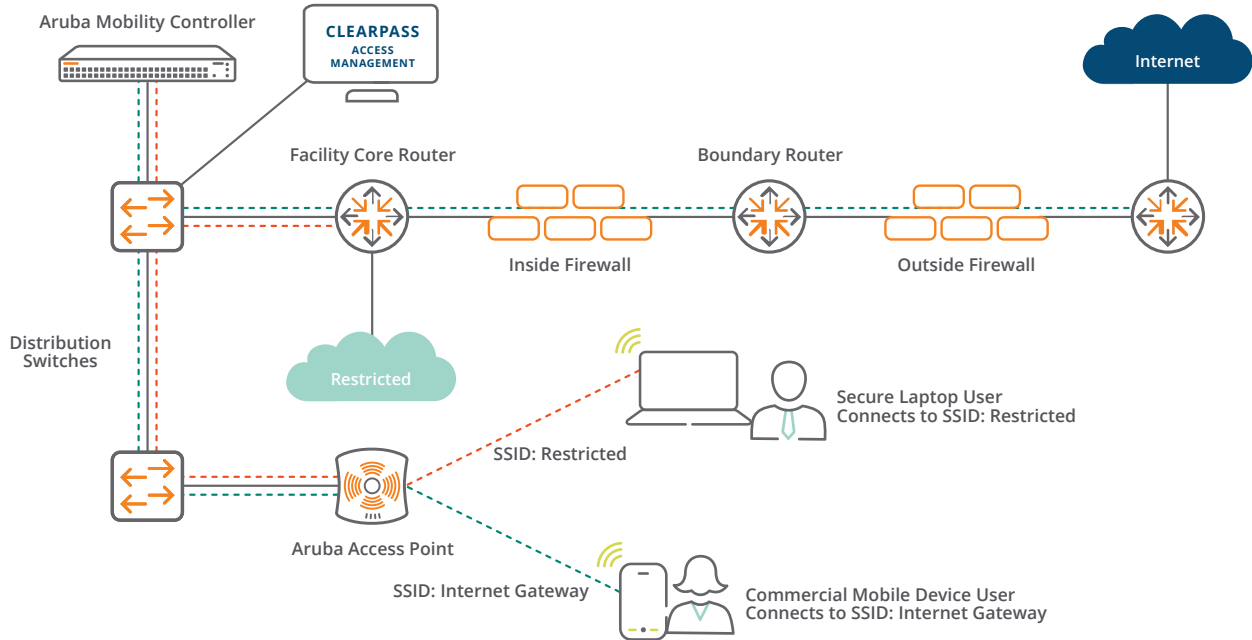 Aruba Mobility Controller
CLEARPASS
ACCESS
MANAGEMENT
Internet
Facility Core Router
Boundary Router
Inside Firewall
Outside Firewall
Distribution
Switches
Restricted
Secure Laptop User
Connects to SSID: Restricted
SSID: Restricted
Aruba Access Point
SSID: Internet Gateway
Commercial Mobile Device User
Connects to SSID: Internet Gateway